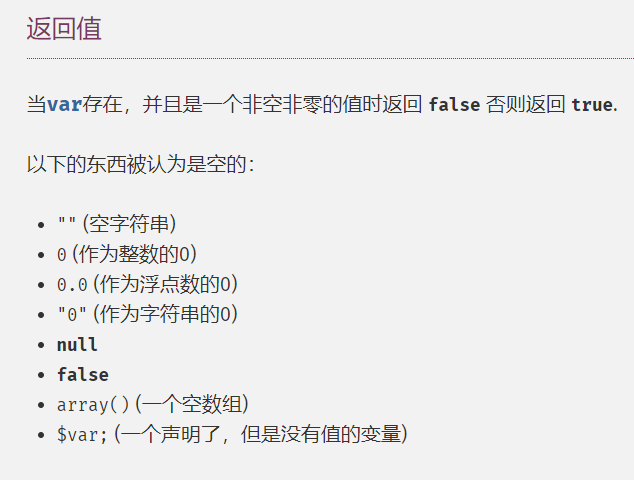 返回值
当var存在，并且是一个非空非零的值时返回 false 否则返回 true.
以下的东西被认为是空的：
"" (空字符串)
0 (作为整数的0)
0.0 (作为浮点数的0)
"0" (作为字符串的0)
null
false
array() (一个空数组)
$var; (一个声明了，但是没有值的变量)